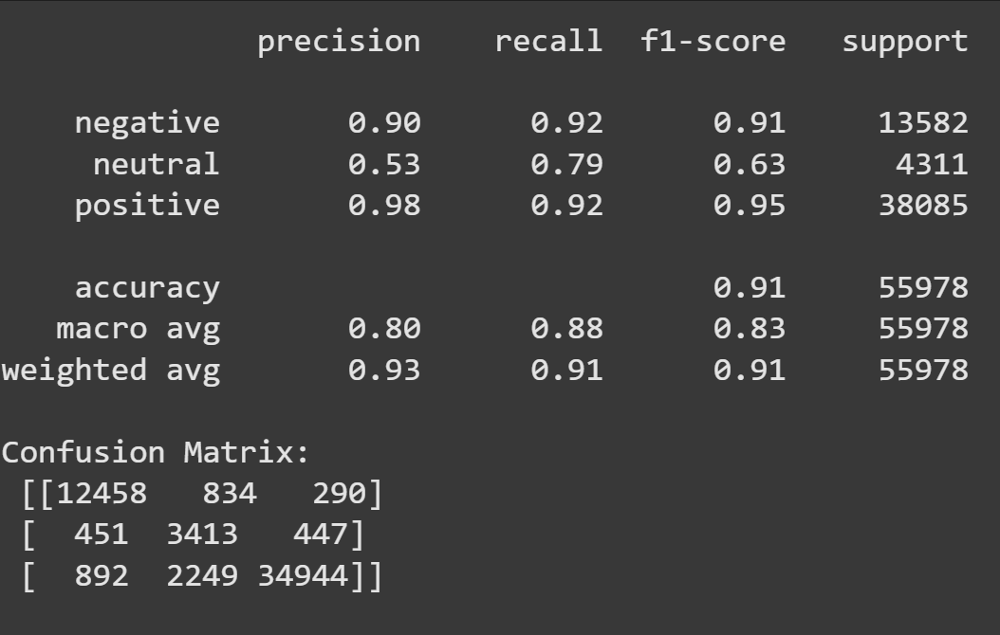 precision recall f1-score support
negative 0.90 0.92 0.91 13582
neutral 0.53 0.79 0.63 4311
positive 0.98 0.92 0.95 38085
accuracy 0.91 55978
macro avg 0.80 0.88 0.83 55978
weighted avg 0.93 0.91 0.91 55978
Confusion Matrix:
[[12458 834 290]
[ 451 3413 447]
[ 892 2249 34944]]